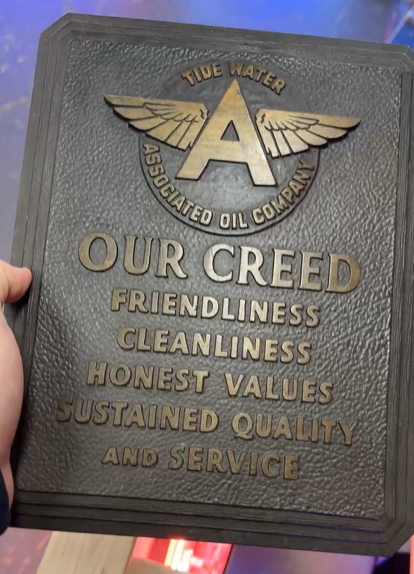 TIDE WATER
A
ASSOCIATED OIL COMPANY
OUR CREED
FRIENDLINESS
CLEANLINESS
HONEST VALUES
SUSTAINED QUALITY
AND SERVICE